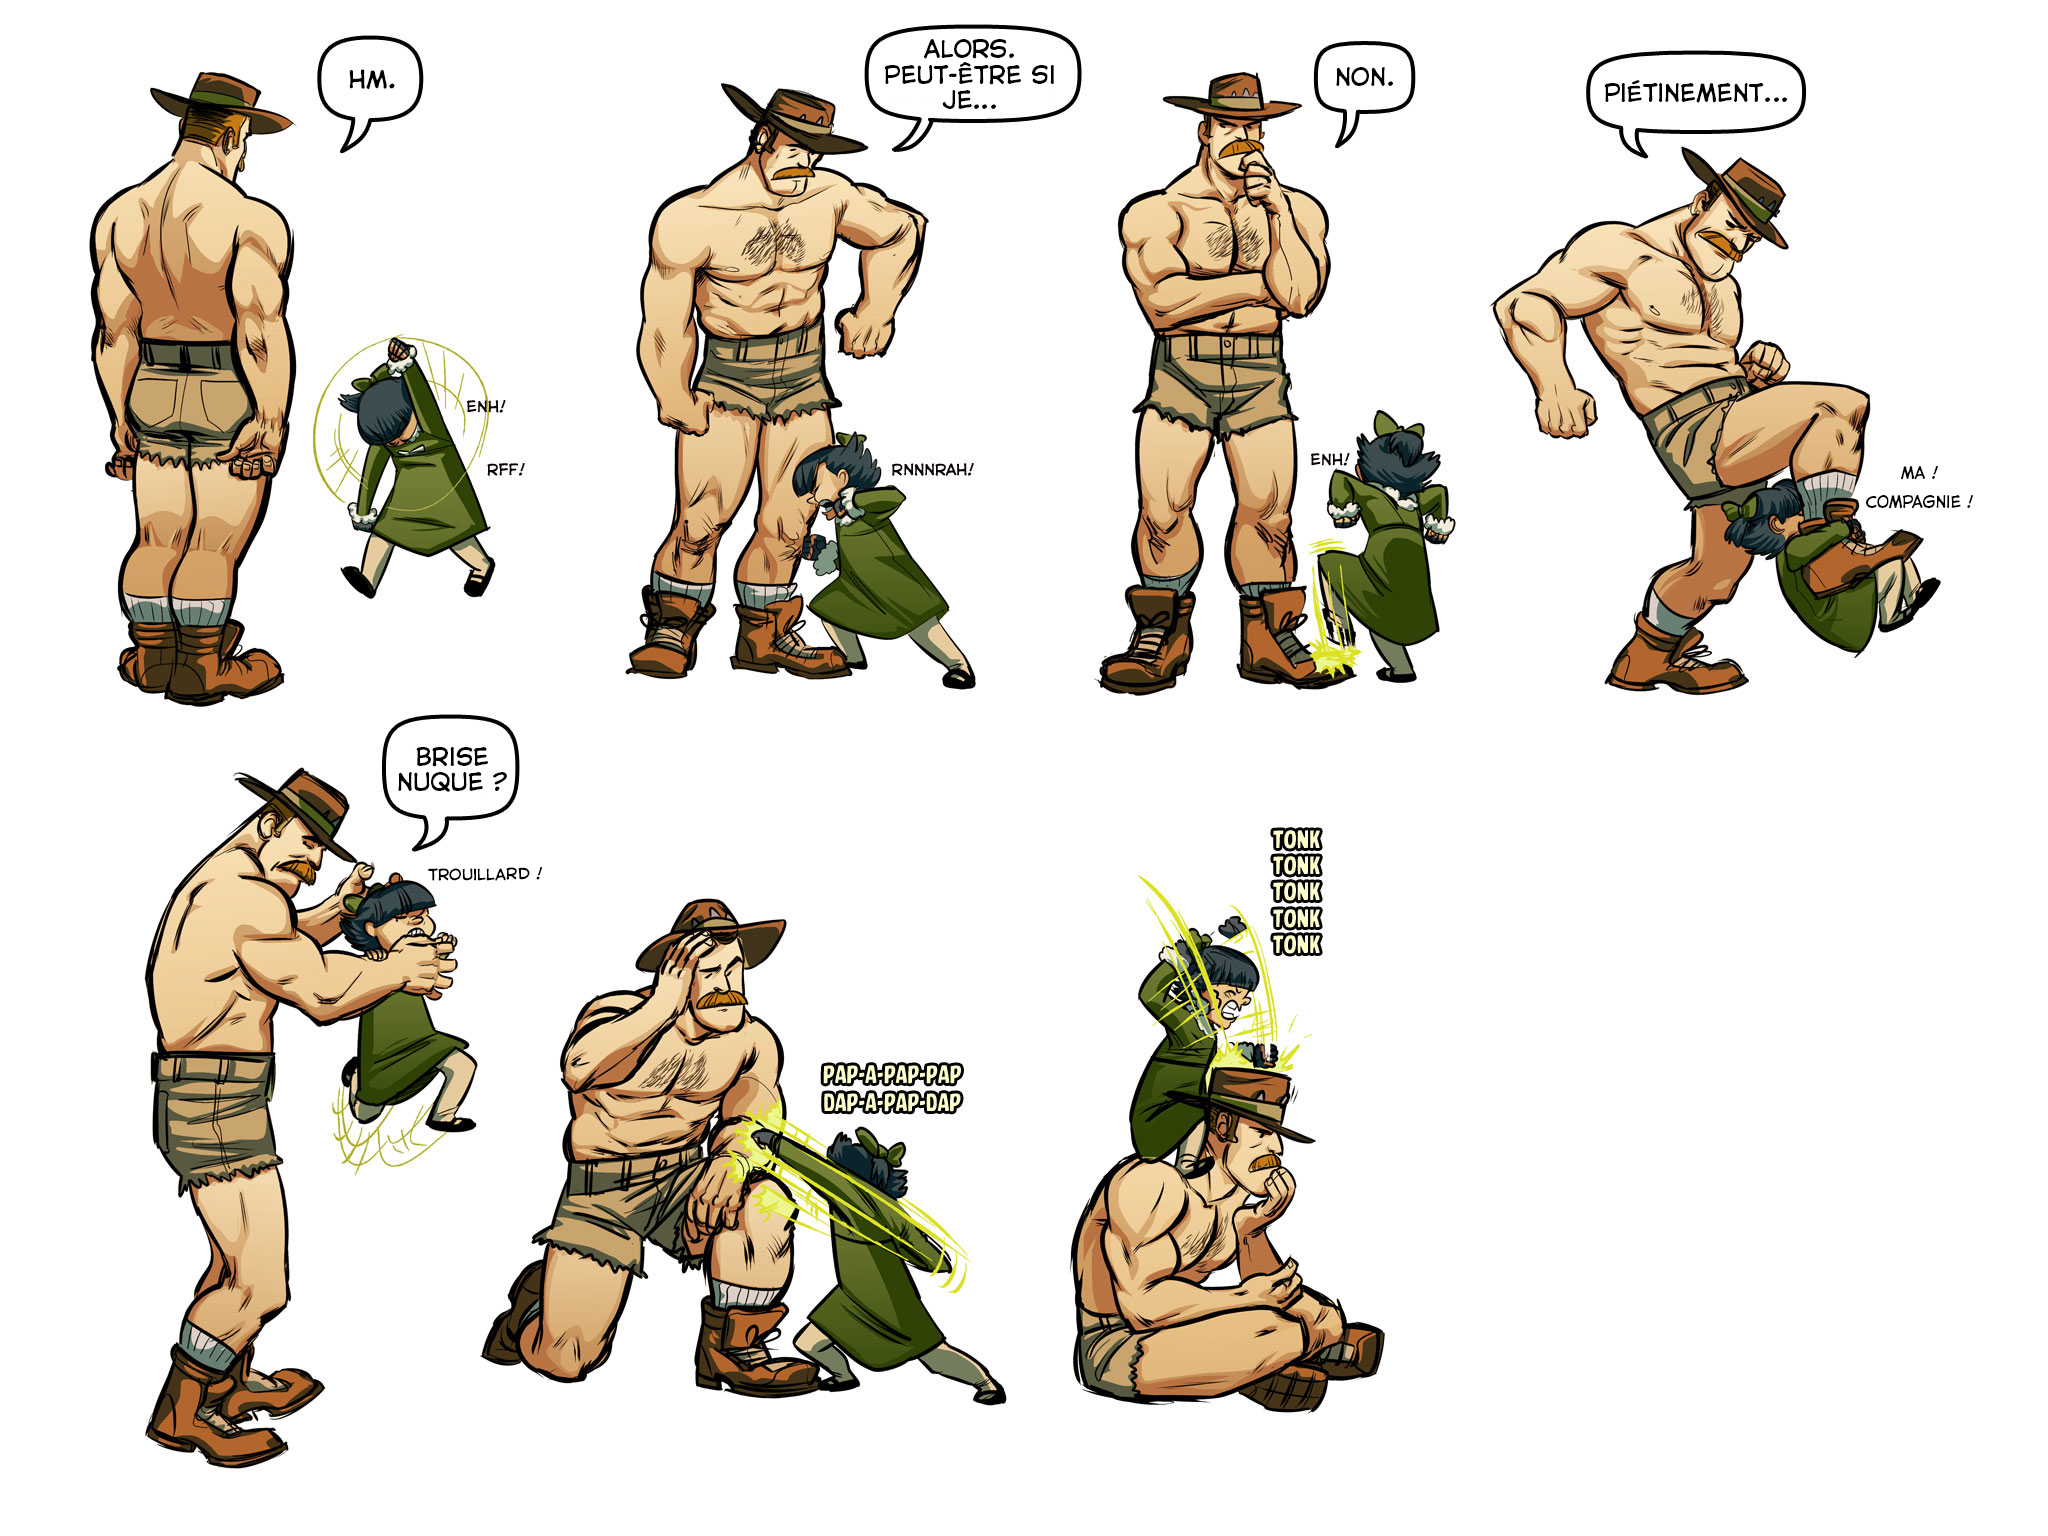 HM.
ENH!
RFF!
ALORS.
PEUT-ÊTRE SI
JE...
RNNNRAH!
NON.
ENH!
PIÉTINEMENT...
MA !
COMPAGNIE !
BRISE
NUQUE ?
TROUILLARD !
PAP-A-PAP-PAP
DAP-A-PAP-DAP
TONK
TONK
TONK
TONK
TONK